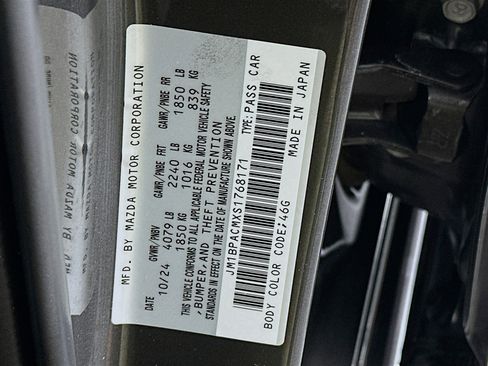 MFD. BY MAZDA MOTOR CORPORATION
DATE GVWR/PNBV GAWR/PNBE FRT GAWR/PNBE RR
10/24 4079 LB 2240 LB 1850 LB
1850 KG 1016 KG 839 KG
THIS VEHICLE CONFORMS TO ALL APPLICABLE FEDERAL MOTOR VEHICLE SAFETY
,BUMPER,AND THEFT PREVENTION
STANDARDS IN EFFECT ON THE DATE OF MANUFACTURE SHOWN ABOVE.
JM1BPACMXS1768171 TYPE:PASS CAR
BODY COLOR CODE;46G MADE IN JAPAN